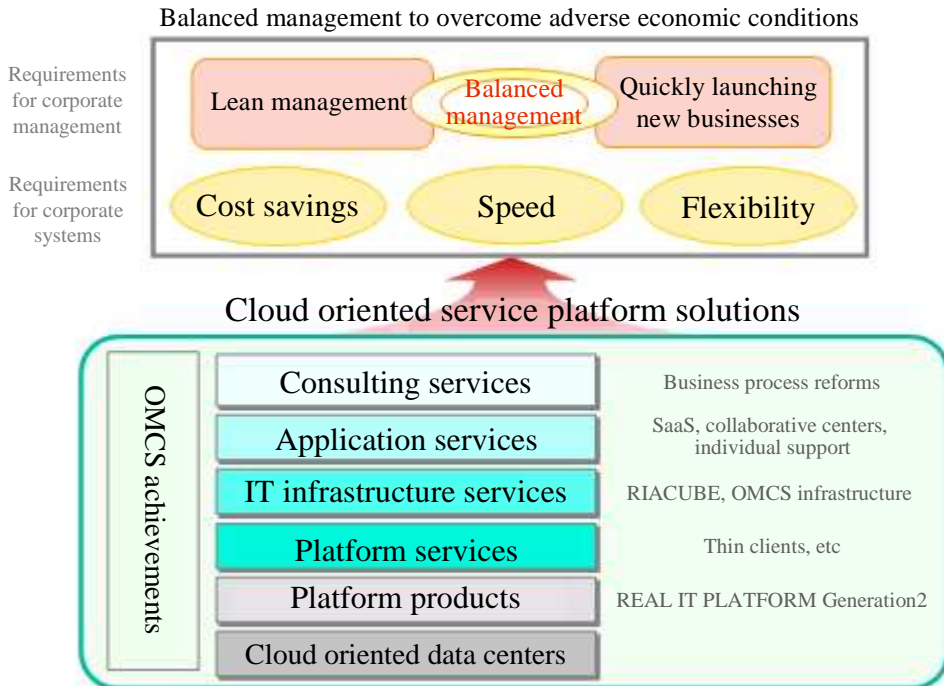 Balanced management to overcome adverse economic conditions
Requirements
for corporate
management
Lean management
Balanced
management
Quickly launching
new businesses
Requirements
for corporate
systems
Cost savings
Speed
Flexibility
Cloud oriented service platform solutions
OMCS achievements
Consulting services
Business process reforms
Application services
SaaS, collaborative centers,
individual support
IT infrastructure services
RIACUBE, OMCS infrastructure
Platform services
Thin clients, etc
Platform products
REAL IT PLATFORM Generation2
Cloud oriented data centers